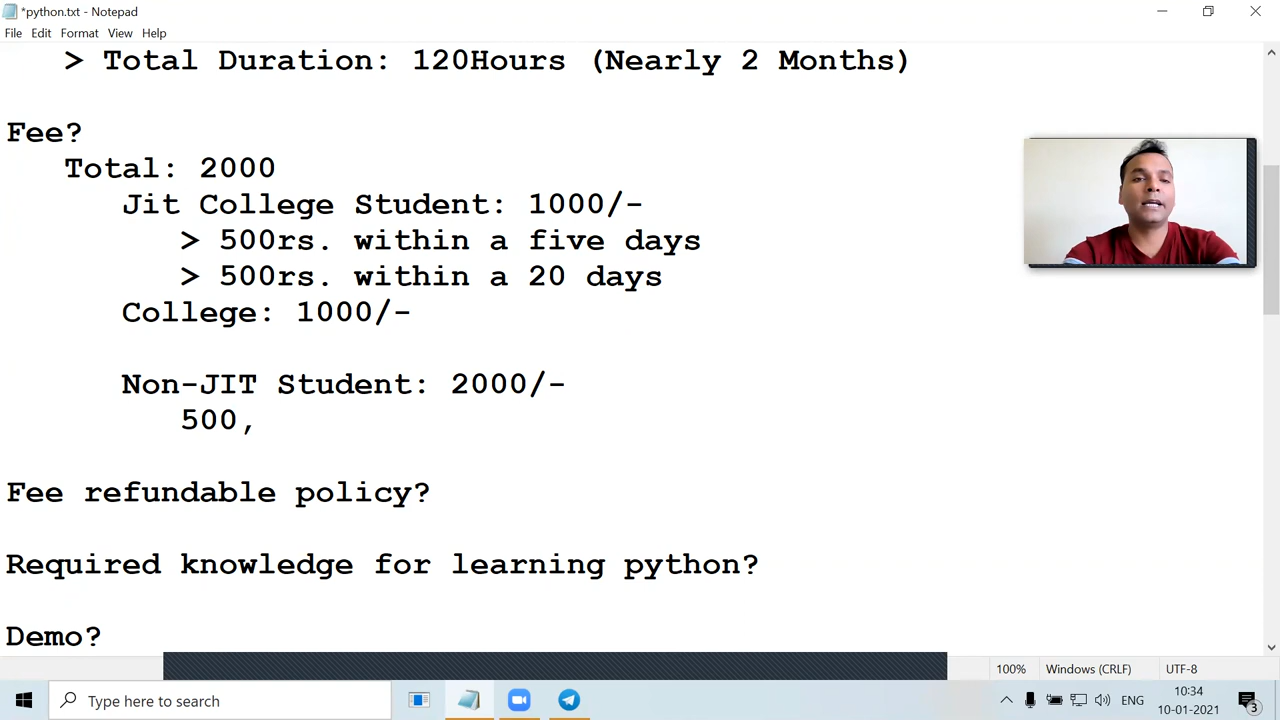 *python.txt - Notepad
File Edit Format View Help
> Total Duration: 120Hours (Nearly 2 Months)
Fee?
Total: 2000
Jit College Student: 1000/-
> 500rs. within a five days
> 500rs. within a 20 days
College: 1000/-
Non-JIT Student: 2000/-
500,
Fee refundable policy?
Required knowledge for learning python?
Demo?
100% Windows (CRLF) UTF-8
Type here to search
ENG
10:34
10-01-2021
3